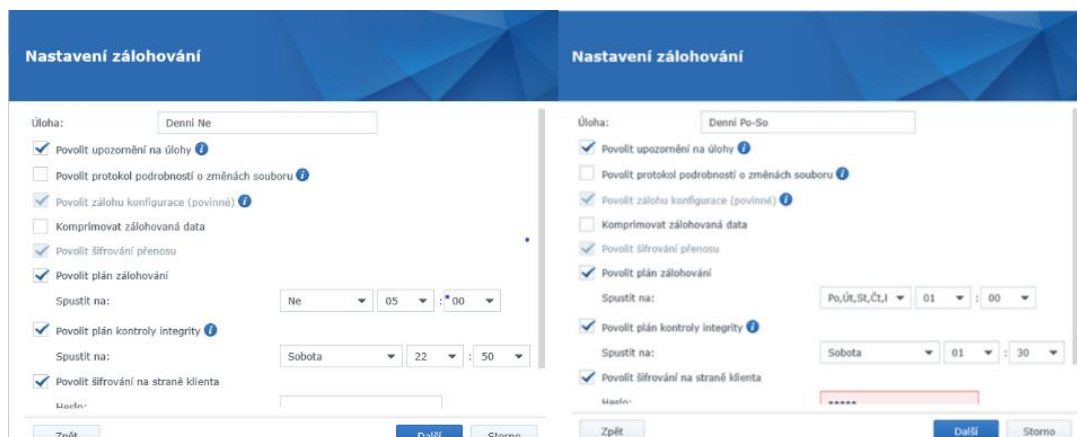 Nastavení zálohování
Úloha: Denni Ne
Povolit upozornění na úlohy
Povolit protokol podrobností o změnách souboru
Povolit zálohu konfigurace (povinné)
Komprimovat zálohovaná data
Povolit šifrování přenosu
Povolit plán zálohování
Spustit na: Ne 05 : 00
Povolit plán kontroly integrity
Spustit na: Sobota 22 : 50
Povolit šifrování na straně klienta
Heslo:
Zpět Další Storno
Nastavení zálohování
Úloha: Denni Po-So
Povolit upozornění na úlohy
Povolit protokol podrobností o změnách souboru
Povolit zálohu konfigurace (povinné)
Komprimovat zálohovaná data
Povolit šifrování přenosu
Povolit plán zálohování
Spustit na: Po,Út,St,Čt, 01 : 00
Povolit plán kontroly integrity
Spustit na: Sobota 01 : 30
Povolit šifrování na straně klienta
Heslo: •••••
Zpět Další Storno